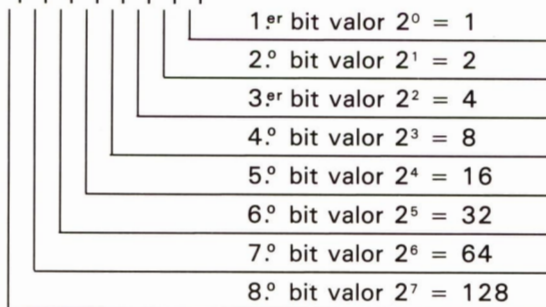 1.er bit valor 2⁰ = 1
2.º bit valor 2¹ = 2
3.er bit valor 2² = 4
4.º bit valor 2³ = 8
5.º bit valor 2⁴ = 16
6.º bit valor 2⁵ = 32
7.º bit valor 2⁶ = 64
8.º bit valor 2⁷ = 128